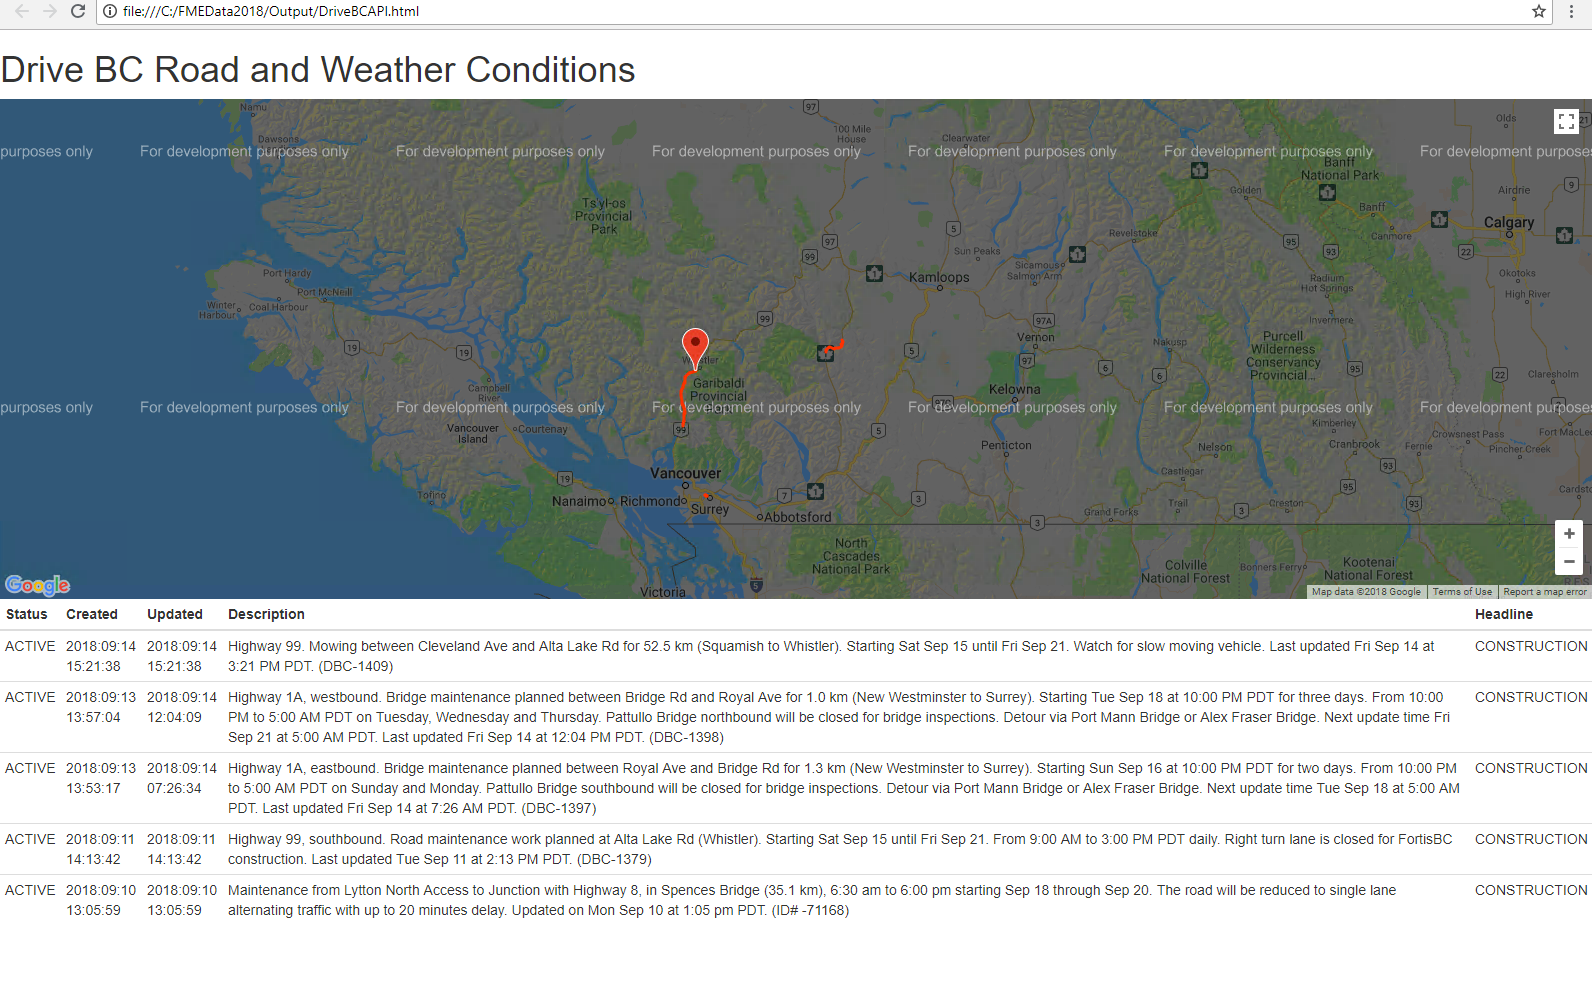 file:///C:/FMEData2018/Output/DriveBCAPI.html
Drive BC Road and Weather Conditions
Namu
97
Olds
21
Dawsons
100 Mile
House
Clearwater
purposes only
For development purposes only
For development purposes only
For development purposes only
For development purposes only
For development purposes only
For development purposes
Banff
National Park
1
Golden
1
Airdrie
9
Ts'yl-os
Provincial
Park
Banff
1
Calgary
1
Canmore
5
Revelstoke
97
99
Sun Peaks
95
93
22
Port Hardy
1
Kamloops
Sicamous
Salmon Arm
1
Radium
Hot Springs
Okotoks
High River
Port McNeill
Winter
Harbour
Coal Harbour
99
97A
Invermere
Vernon
Nakusp
Purcell
Wilderness
Conservancy
Provincial...
19
19
Whistler
1
5
97
6
6
95
22
Claresholm
Campbell
River
Garibaldi
Provincial
Park
Kelowna
purposes only
For development purposes only
For development purposes only
For development purposes only
For development purposes only
For development purposes only
For development purposes
97C
3
Vancouver
Island
Courtenay
99
5
Kimberley
Cranbrook
Fernie
Crowsnest Pass
Fort MacLeo
Penticton
Nelson
Pincher Creek
Castlegar
93
Vancouver
19
Tofino
Nanaimo
Richmond
Surrey
7
1
3
Trail
Creston
95
93
Cardsto
Abbotsford
Grand Forks
3
3
North
Cascades
National Park
Colville
National Forest
Bonners Ferry
Kootenai
National Forest
Victoria
5
Google
Map data ©2018 Google
Terms of Use
Report a map error
Status Created Updated Description Headline
ACTIVE 2018:09:14 2018:09:14 Highway 99. Mowing between Cleveland Ave and Alta Lake Rd for 52.5 km (Squamish to Whistler). Starting Sat Sep 15 until Fri Sep 21. Watch for slow moving vehicle. Last updated Fri Sep 14 at CONSTRUCTION
15:21:38 15:21:38 3:21 PM PDT. (DBC-1409)
ACTIVE 2018:09:13 2018:09:14 Highway 1A, westbound. Bridge maintenance planned between Bridge Rd and Royal Ave for 1.0 km (New Westminster to Surrey). Starting Tue Sep 18 at 10:00 PM PDT for three days. From 10:00 CONSTRUCTION
13:57:04 12:04:09 PM to 5:00 AM PDT on Tuesday, Wednesday and Thursday. Pattullo Bridge northbound will be closed for bridge inspections. Detour via Port Mann Bridge or Alex Fraser Bridge. Next update time Fri
Sep 21 at 5:00 AM PDT. Last updated Fri Sep 14 at 12:04 PM PDT. (DBC-1398)
ACTIVE 2018:09:13 2018:09:14 Highway 1A, eastbound. Bridge maintenance planned between Royal Ave and Bridge Rd for 1.3 km (New Westminster to Surrey). Starting Sun Sep 16 at 10:00 PM PDT for two days. From 10:00 PM CONSTRUCTION
13:53:17 07:26:34 to 5:00 AM PDT on Sunday and Monday. Pattullo Bridge southbound will be closed for bridge inspections. Detour via Port Mann Bridge or Alex Fraser Bridge. Next update time Tue Sep 18 at 5:00 AM
PDT. Last updated Fri Sep 14 at 7:26 AM PDT. (DBC-1397)
ACTIVE 2018:09:11 2018:09:11 Highway 99, southbound. Road maintenance work planned at Alta Lake Rd (Whistler). Starting Sat Sep 15 until Fri Sep 21. From 9:00 AM to 3:00 PM PDT daily. Right turn lane is closed for FortisBC CONSTRUCTION
14:13:42 14:13:42 construction. Last updated Tue Sep 11 at 2:13 PM PDT. (DBC-1379)
ACTIVE 2018:09:10 2018:09:10 Maintenance from Lytton North Access to Junction with Highway 8, in Spences Bridge (35.1 km), 6:30 am to 6:00 pm starting Sep 18 through Sep 20. The road will be reduced to single lane CONSTRUCTION
13:05:59 13:05:59 alternating traffic with up to 20 minutes delay. Updated on Mon Sep 10 at 1:05 pm PDT. (ID# -71168)